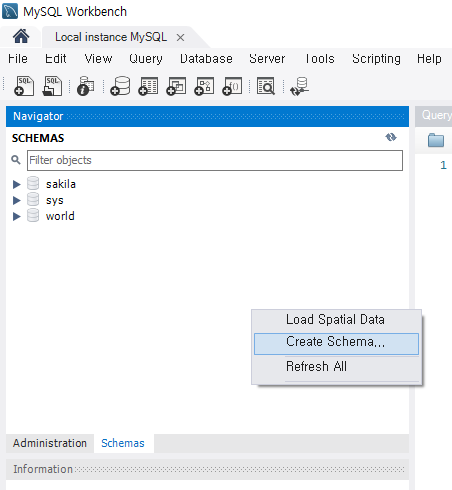 MySQL Workbench
Local instance MySQL
File Edit View Query Database Server Tools Scripting Help
Navigator
Query
SCHEMAS
Filter objects
1
sakila
sys
world
Load Spatial Data
Create Schema...
Refresh All
Administration Schemas
Information